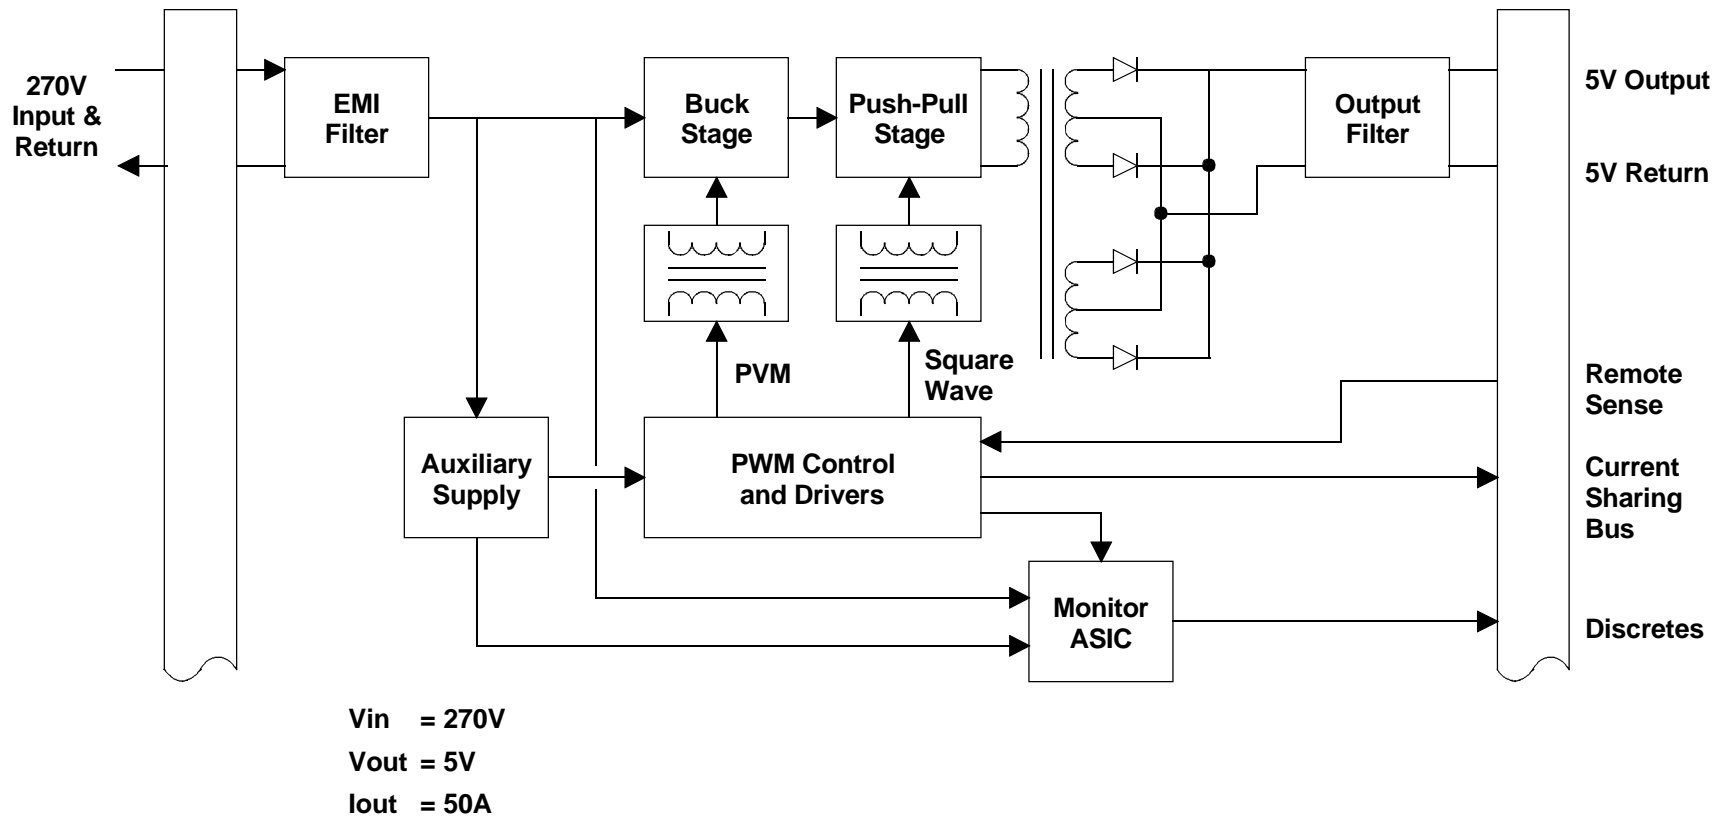 270V
Input &
Return
EMI
Filter
Buck
Stage
Push-Pull
Stage
Output
Filter
5V Output
5V Return
PVM
Square
Wave
Remote
Sense
Auxiliary
Supply
PWM Control
and Drivers
Current
Sharing
Bus
Monitor
ASIC
Discretes
Vin = 270V
Vout = 5V
Iout = 50A